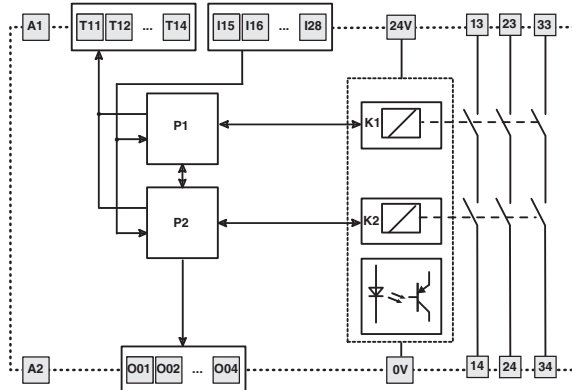 A1 T11 T12 ... T14 I15 I16 ... I28 24V 13 23 33
P1 K1
P2 K2
A2 O01 O02 ... O04 0V 14 24 34